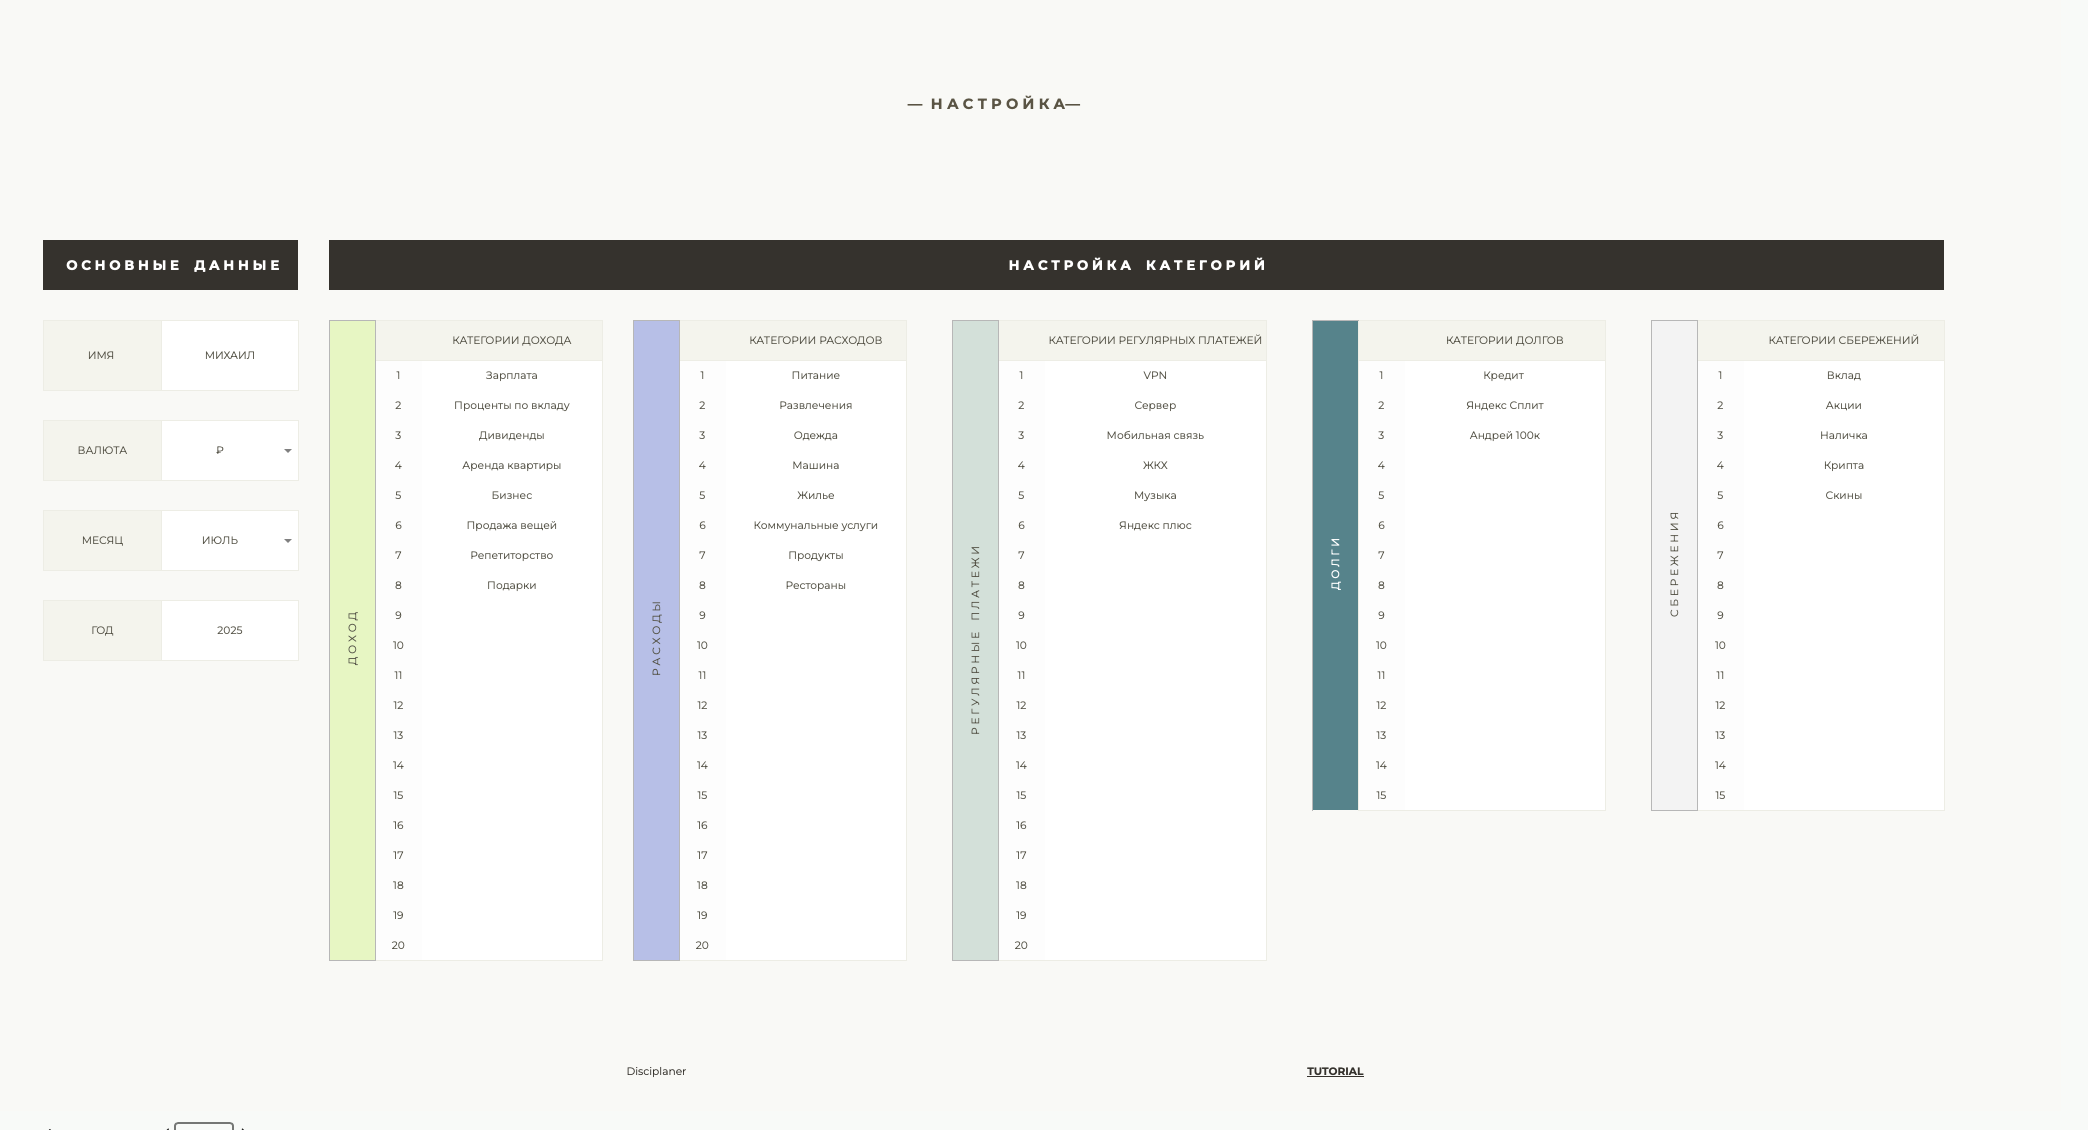 — НАСТРОЙКА—
ОСНОВНЫЕ ДАННЫЕ
ИМЯ МИХАИЛ
ВАЛЮТА ₽
МЕСЯЦ ИЮЛЬ
ГОД 2025
НАСТРОЙКА КАТЕГОРИЙ
ДОХОД
КАТЕГОРИИ ДОХОДА
1 Зарплата
2 Проценты по вкладу
3 Дивиденды
4 Аренда квартиры
5 Бизнес
6 Продажа вещей
7 Репетиторство
8 Подарки
9
10
11
12
13
14
15
16
17
18
19
20
РАСХОДЫ
КАТЕГОРИИ РАСХОДОВ
1 Питание
2 Развлечения
3 Одежда
4 Машина
5 Жилье
6 Коммунальные услуги
7 Продукты
8 Рестораны
9
10
11
12
13
14
15
16
17
18
19
20
РЕГУЛЯРНЫЕ ПЛАТЕЖИ
КАТЕГОРИИ РЕГУЛЯРНЫХ ПЛАТЕЖЕЙ
1 VPN
2 Сервер
3 Мобильная связь
4 ЖКХ
5 Музыка
6 Яндекс плюс
7
8
9
10
11
12
13
14
15
16
17
18
19
20
ДОЛГИ
КАТЕГОРИИ ДОЛГОВ
1 Кредит
2 Яндекс Сплит
3 Андрей 100к
4
5
6
7
8
9
10
11
12
13
14
15
СБЕРЕЖЕНИЯ
КАТЕГОРИИ СБЕРЕЖЕНИЙ
1 Вклад
2 Акции
3 Наличка
4 Крипта
5 Скины
6
7
8
9
10
11
12
13
14
15
Disciplaner
TUTORIAL